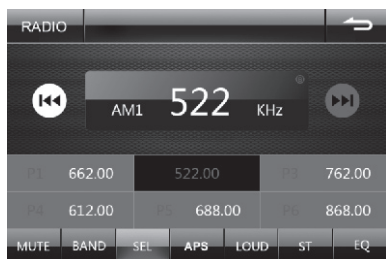 RADIO
AM1 522 KHz
P1 662.00 522.00 P3 762.00
P4 612.00 P5 688.00 P6 868.00
MUTE BAND SEL APS LOUD ST EQ